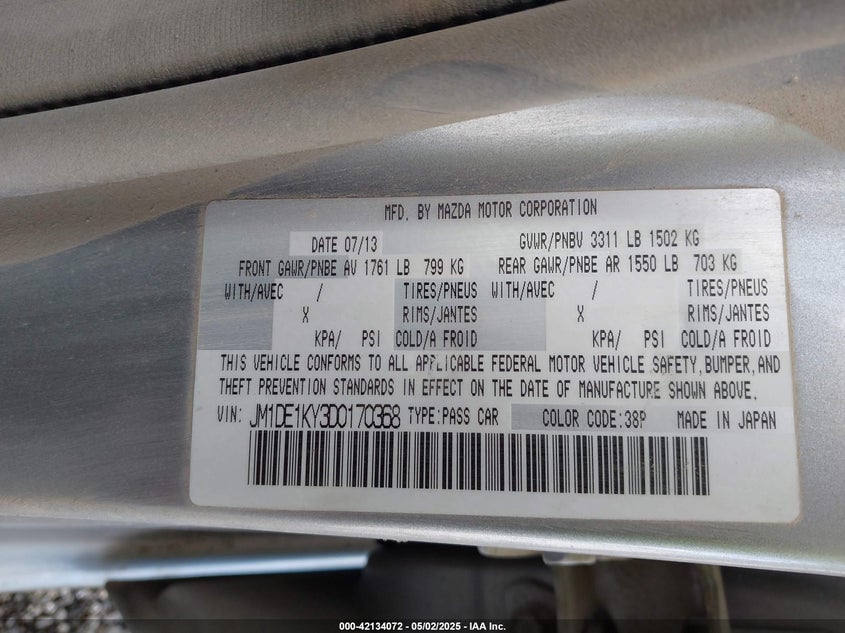 MFD. BY MAZDA MOTOR CORPORATION
DATE 07/13 GVWR/PNBV 3311 LB 1502 KG
FRONT GAWR/PNBE AV 1761 LB 799 KG REAR GAWR/PNBE AR 1550 LB 703 KG
WITH/AVEC / TIRES/PNEUS WITH/AVEC / TIRES/PNEUS
X RIMS/JANTES X RIMS/JANTES
KPA/ PSI COLD/A FROID KPA/ PSI COLD/A FROID
THIS VEHICLE CONFORMS TO ALL APPLICABLE FEDERAL MOTOR VEHICLE SAFETY,BUMPER,AND
THEFT PREVENTION STANDARDS IN EFFECT ON THE DATE OF MANUFACTURE SHOWN ABOVE.
VIN: JM1DE1KY3D0170368 TYPE:PASS CAR COLOR CODE:38P MADE IN JAPAN
000-42134072 — 05/02/2025 — IAA Inc.